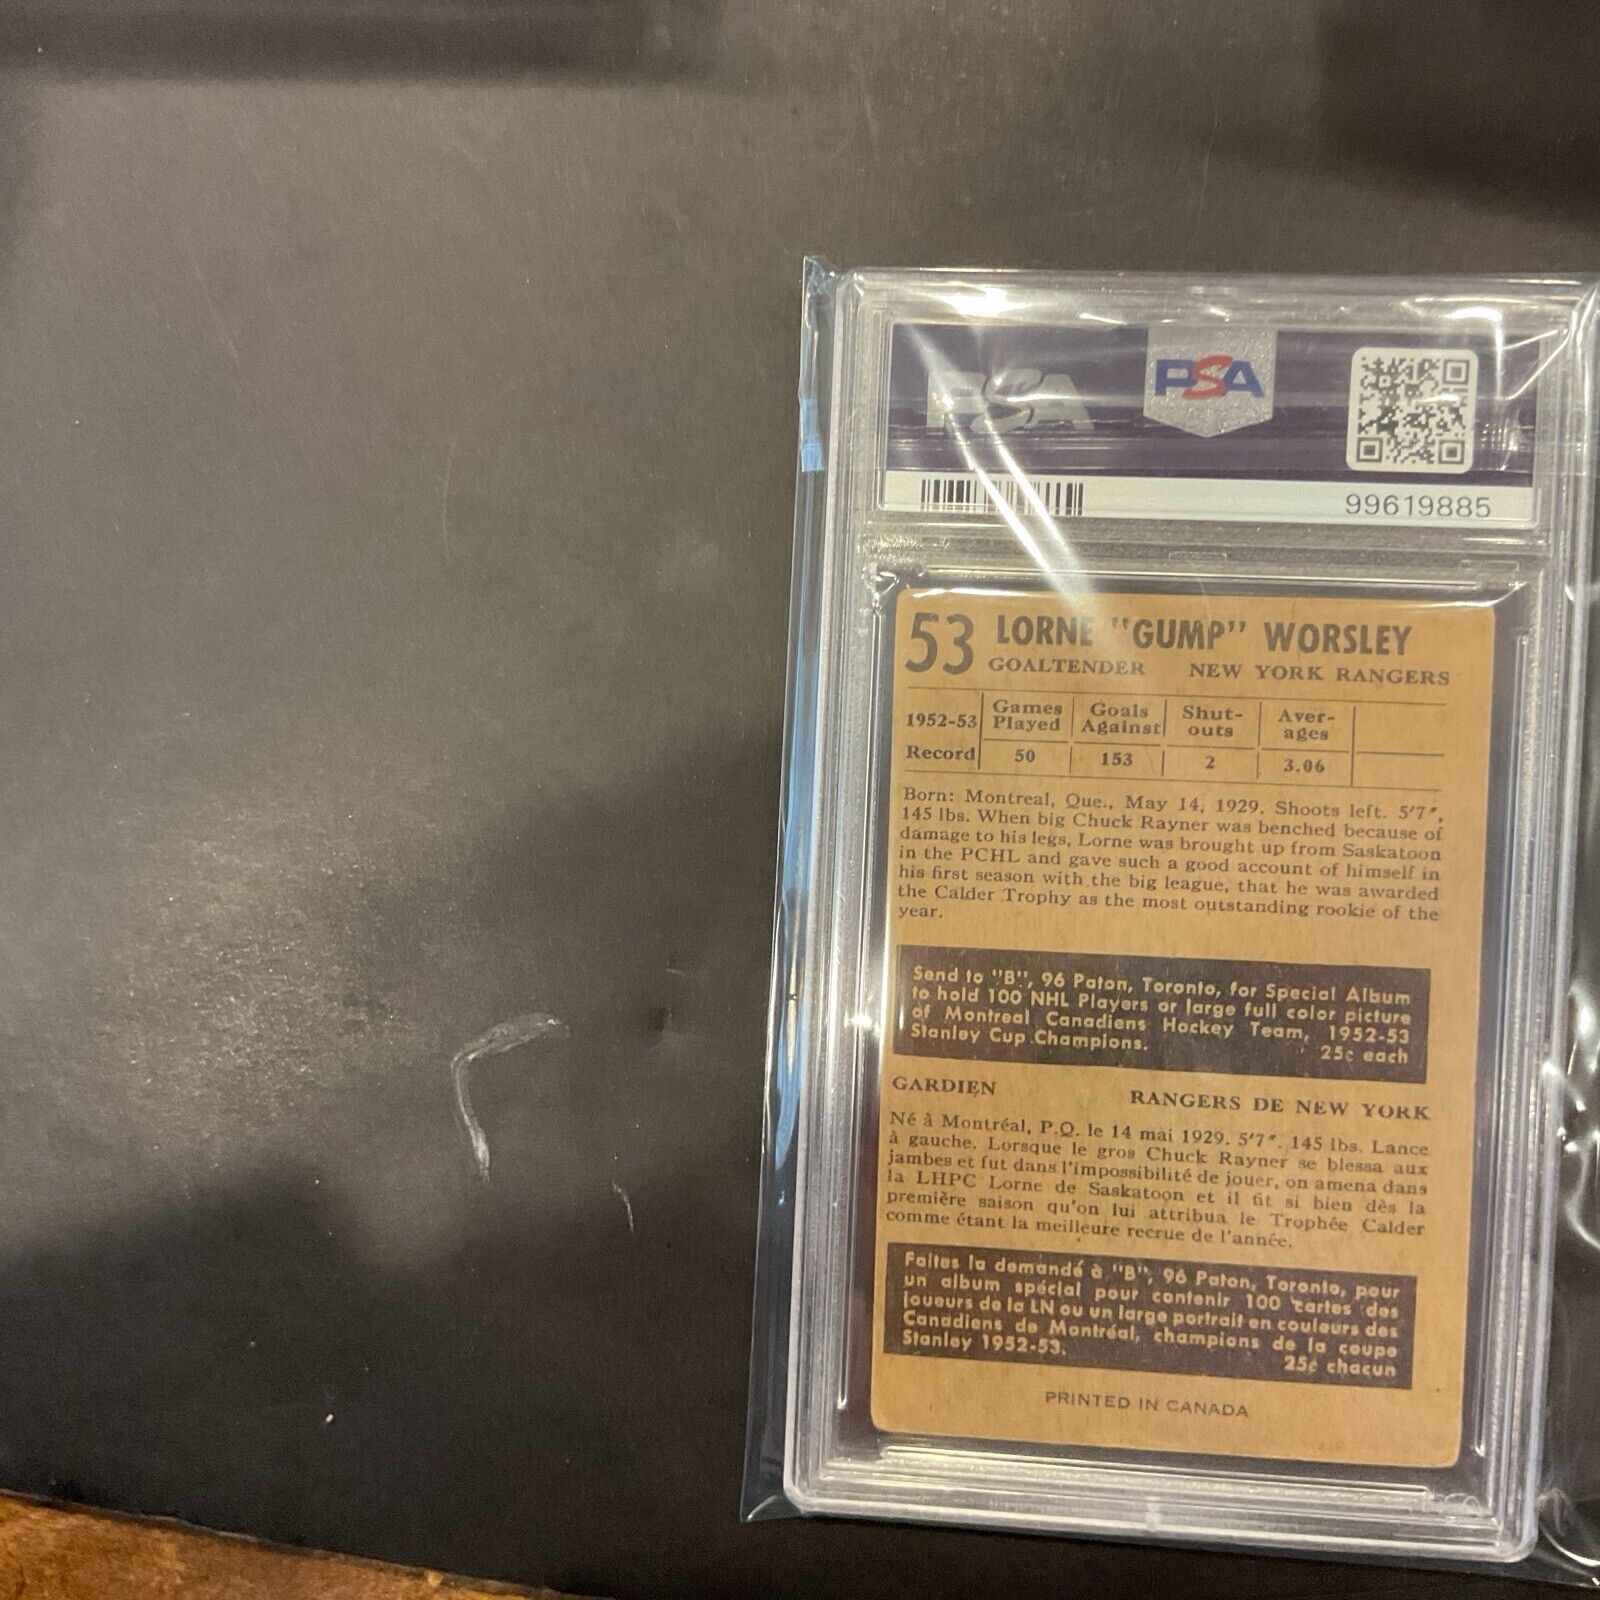 PSA
PSA
99619885
53 LORNE "GUMP" WORSLEY
GOALTENDER NEW YORK RANGERS
1952-53 Games Played Goals Against Shut-outs Aver-ages
Record 50 153 2 3.06
Born: Montreal, Que., May 14, 1929. Shoots left. 5'7",
145 lbs. When big Chuck Rayner was benched because of
damage to his legs, Lorne was brought up from Saskatoon
in the PCHL and gave such a good account of himself in
his first season with the big league, that he was awarded
the Calder Trophy as the most outstanding rookie of the
year.
Send to "B", 96 Paton, Toronto, for Special Album
to hold 100 NHL Players or large full color picture
of Montreal Canadiens Hockey Team, 1952-53
Stanley Cup Champions. 25c each
GARDIEN RANGERS DE NEW YORK
Né à Montréal, P.Q. le 14 mai 1929. 5'7". 145 lbs. Lance
à gauche. Lorsque le gros Chuck Rayner se blessa aux
jambes et fut dans l'impossibilité de jouer, on amena dans
la LHPC Lorne de Saskatoon et il fit si bien dès la
première saison qu'on lui attribua le Trophée Calder
comme étant la meilleure recrue de l'année.
Faites la demandé à "B", 96 Paton, Toronto, pour
un album spécial pour contenir 100 cartes des
joueurs de la LN ou un large portrait en couleurs des
Canadiens de Montréal, champions de la coupe
Stanley 1952-53. 25¢ chacun
PRINTED IN CANADA